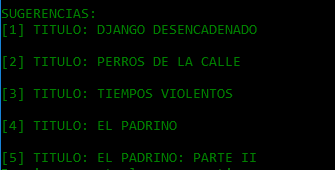 SUGERENCIAS:
[1] TITULO: DJANGO DESENCADENADO
[2] TITULO: PERROS DE LA CALLE
[3] TITULO: TIEMPOS VIOLENTOS
[4] TITULO: EL PADRINO
[5] TITULO: EL PADRINO: PARTE II